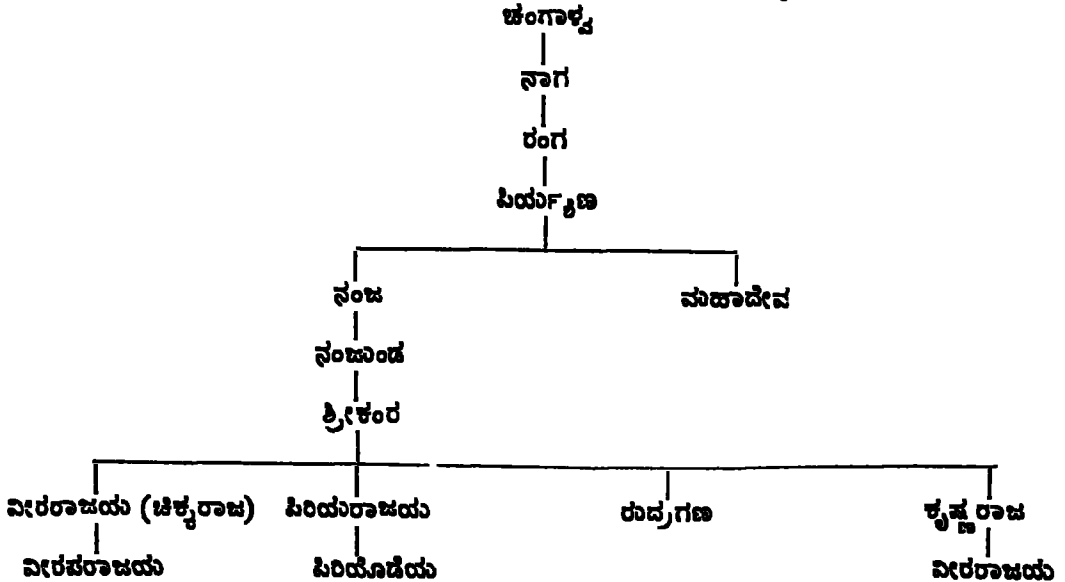 ಚಂಗಾಳ್ವ
ನಾಗ
ರಂಗ
ಪಿರ್ಯಣ
ನಂಜ ಮಹಾದೇವ
ನಂಜುಂಡ
ಶ್ರೀಕಂಠ
ವೀರರಾಜಯ (ಚಿಕ್ಕರಾಜ) ಪಿರಿಯರಾಜಯ ರುದ್ರಗಣ ಕೃಷ್ಣರಾಜ
ವೀರಪರಾಜಯ ಪಿರಿಯೊಡೆಯ ವೀರರಾಜಯ